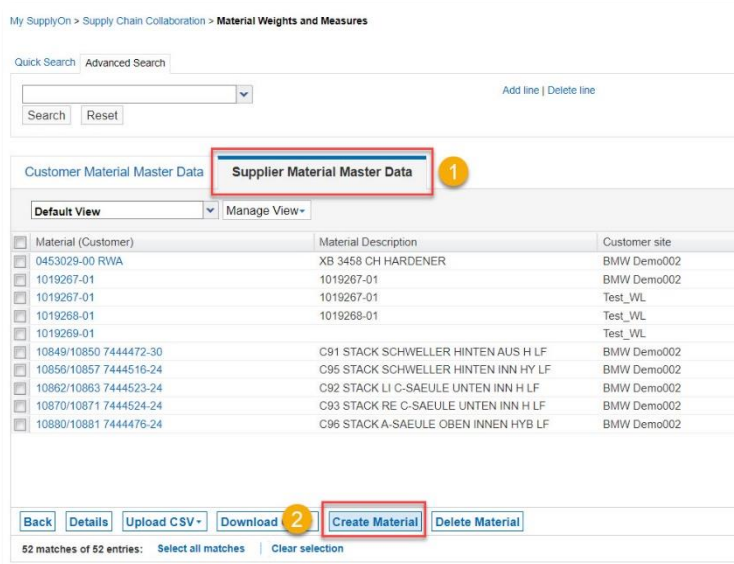 My SupplyOn > Supply Chain Collaboration > Material Weights and Measures
Quick Search Advanced Search
Add line | Delete line
Search Reset
Customer Material Master Data Supplier Material Master Data 1
Default View Manage View
Material (Customer) Material Description Customer site
0453029-00 RWA XB 3458 CH HARDENER BMW Demo002
1019267-01 1019267-01 BMW Demo002
1019267-01 1019267-01 Test_WL
1019268-01 1019268-01 Test_WL
1019269-01 Test_WL
10849/10850 7444472-30 C91 STACK SCHWELLER HINTEN AUS H LF BMW Demo002
10856/10857 7444516-24 C95 STACK SCHWELLER HINTEN INN HY LF BMW Demo002
10862/10863 7444523-24 C92 STACK LI C-SAEULE UNTEN INN H LF BMW Demo002
10870/10871 7444524-24 C93 STACK RE C-SAEULE UNTEN INN H LF BMW Demo002
10880/10881 7444476-24 C96 STACK A-SAEULE OBEN INNEN HYB LF BMW Demo002
Back Details Upload CSV Download 2 Create Material Delete Material
52 matches of 52 entries: Select all matches | Clear selection